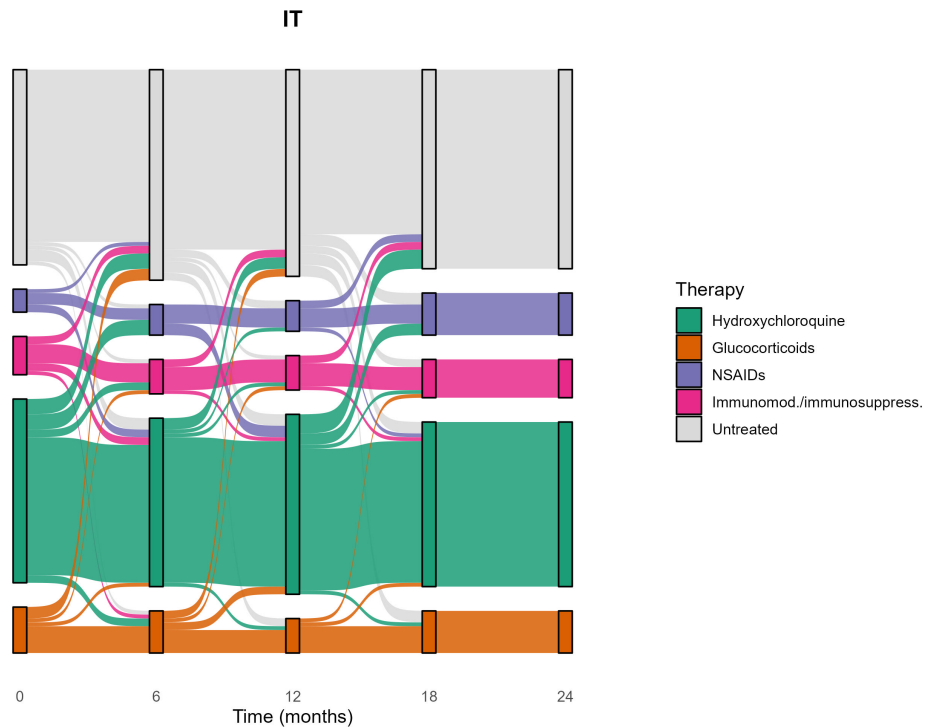 IT
Therapy
Hydroxychloroquine
Glucocorticoids
NSAIDs
Immunomod./immunosuppress.
Untreated
0 6 12 18 24
Time (months)